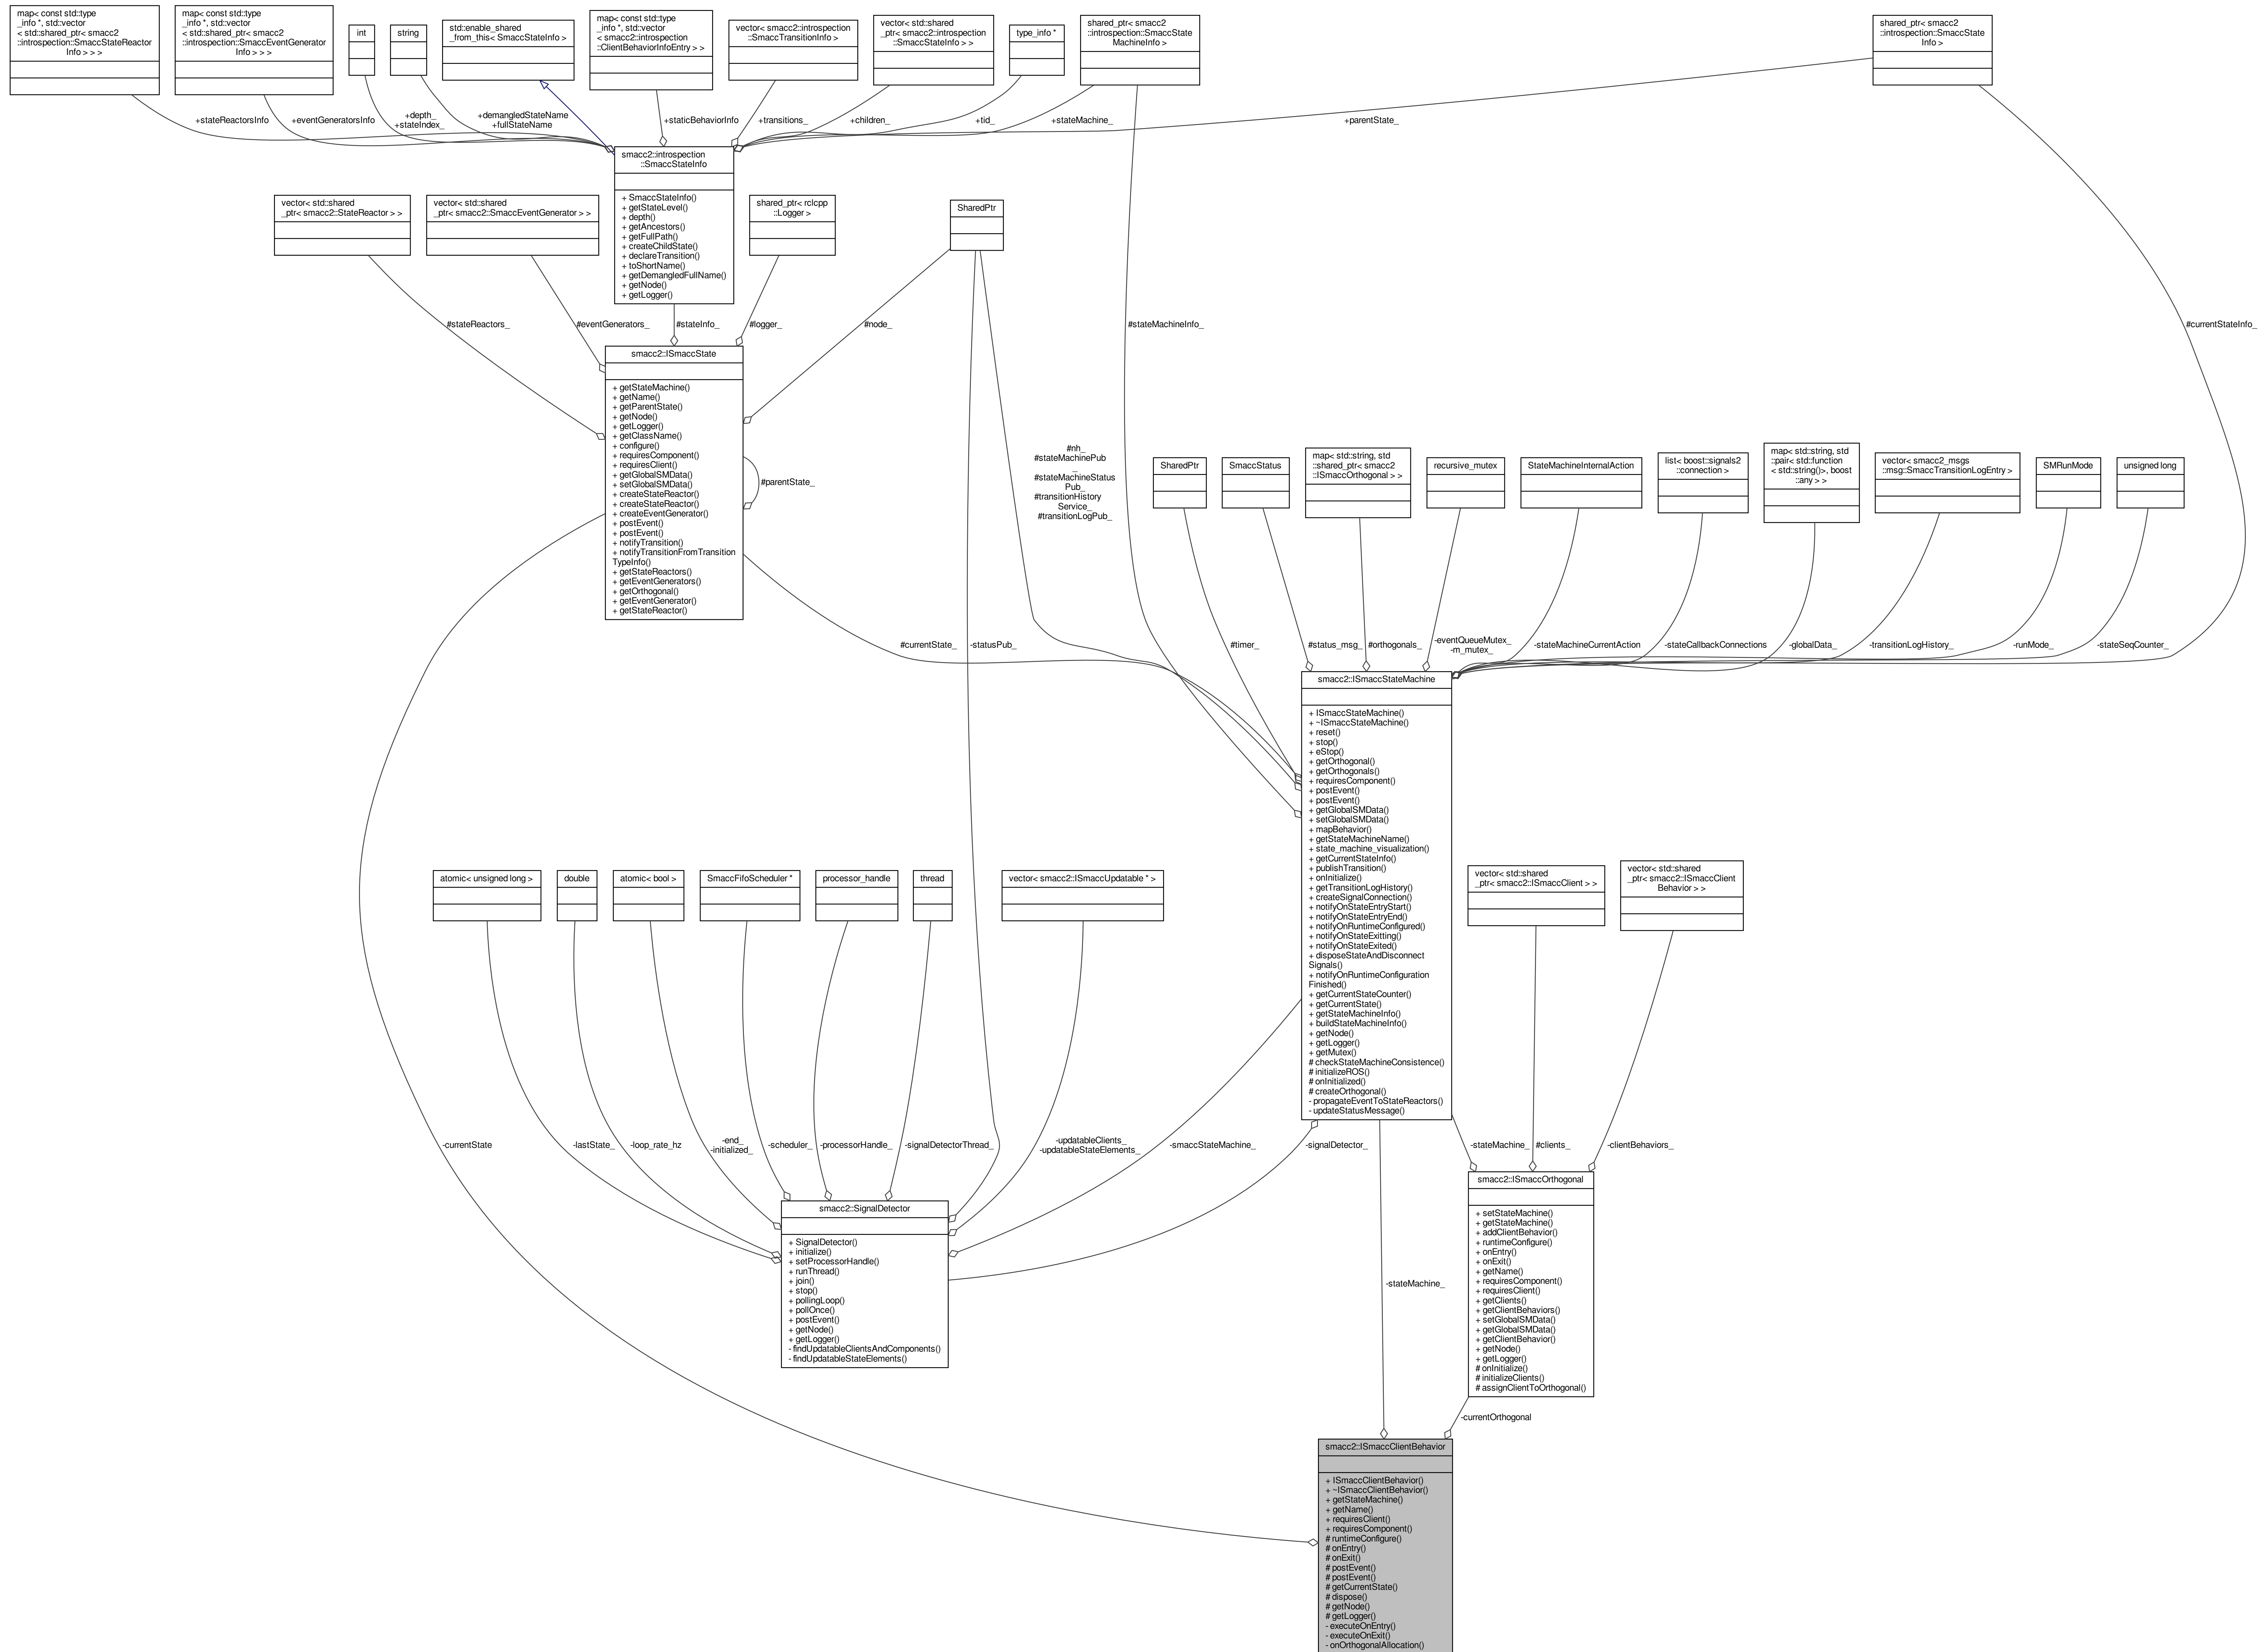 map< const std::type
_info *, std::vector
< std::shared_ptr< smacc2
::introspection::SmaccStateReactor
Info > > >
map< const std::type
_info *, std::vector
< std::shared_ptr< smacc2
::introspection::SmaccEventGenerator
Info > > >
int
string
std::enable_shared
_from_this< SmaccStateInfo >
map< const std::type
_info *, std::vector
< smacc2::introspection
::ClientBehaviorInfoEntry > >
vector< smacc2::introspection
::SmaccTransitionInfo >
vector< std::shared
_ptr< smacc2::introspection
::SmaccStateInfo > >
type_info *
shared_ptr< smacc2
::introspection::SmaccState
MachineInfo >
shared_ptr< smacc2
::introspection::SmaccState
Info >
+stateReactorsInfo
+eventGeneratorsInfo
+depth_
+stateIndex_
+demangledStateName
+fullStateName
+staticBehaviorInfo
+transitions_
+children_
+tid_
+stateMachine_
+parentState_
smacc2::introspection
::SmaccStateInfo
+ SmaccStateInfo()
+ getStateLevel()
+ depth()
+ getAncestors()
+ getFullPath()
+ createChildState()
+ declareTransition()
+ toShortName()
+ getDemangledFullName()
+ getNode()
+ getLogger()
vector< std::shared
_ptr< smacc2::StateReactor > >
vector< std::shared
_ptr< smacc2::SmaccEventGenerator > >
shared_ptr< rclcpp
::Logger >
SharedPtr
#stateReactors_
#eventGenerators_
#stateInfo_
#logger_
#node_
#stateMachineInfo_
#currentStateInfo_
smacc2::ISmaccState
+ getStateMachine()
+ getName()
+ getParentState()
+ getNode()
+ getLogger()
+ getClassName()
+ configure()
+ requiresComponent()
+ requiresClient()
+ getGlobalSMData()
+ setGlobalSMData()
+ createStateReactor()
+ createStateReactor()
+ createEventGenerator()
+ postEvent()
+ postEvent()
+ notifyTransition()
+ notifyTransitionFromTransition
TypeInfo()
+ getStateReactors()
+ getEventGenerators()
+ getOrthogonal()
+ getEventGenerator()
+ getStateReactor()
#parentState_
#nh_
#stateMachinePub
_
#stateMachineStatus
Pub_
#transitionHistory
Service_
#transitionLogPub_
SharedPtr
SmaccStatus
map< std::string, std
::shared_ptr< smacc2
::ISmaccOrthogonal > >
recursive_mutex
StateMachineInternalAction
list< boost::signals2
::connection >
map< std::string, std
::pair< std::function
< std::string()>, boost
::any > >
vector< smacc2_msgs
::msg::SmaccTransitionLogEntry >
SMRunMode
unsigned long
#currentState_
-statusPub_
#timer_
#status_msg_
#orthogonals_
-eventQueueMutex_
-m_mutex_
-stateMachineCurrentAction
-stateCallbackConnections
-globalData_
-transitionLogHistory_
-runMode_
-stateSeqCounter_
smacc2::ISmaccStateMachine
+ ISmaccStateMachine()
+ ~ISmaccStateMachine()
+ reset()
+ stop()
+ eStop()
+ getOrthogonal()
+ getOrthogonals()
+ requiresComponent()
+ postEvent()
+ postEvent()
+ getGlobalSMData()
+ setGlobalSMData()
+ mapBehavior()
+ getStateMachineName()
+ state_machine_visualization()
+ getCurrentStateInfo()
+ publishTransition()
+ onInitialize()
+ getTransitionLogHistory()
+ createSignalConnection()
+ notifyOnStateEntryStart()
+ notifyOnStateEntryEnd()
+ notifyOnRuntimeConfigured()
+ notifyOnStateExitting()
+ notifyOnStateExited()
+ disposeStateAndDisconnect
Signals()
+ notifyOnRuntimeConfiguration
Finished()
+ getCurrentStateCounter()
+ getCurrentState()
+ getStateMachineInfo()
+ buildStateMachineInfo()
+ getNode()
+ getLogger()
+ getMutex()
# checkStateMachineConsistence()
# initializeROS()
# onInitialized()
# createOrthogonal()
- propagateEventToStateReactors()
- updateStatusMessage()
atomic< unsigned long >
double
atomic< bool >
SmaccFifoScheduler *
processor_handle
thread
vector< smacc2::ISmaccUpdatable * >
vector< std::shared
_ptr< smacc2::ISmaccClient > >
vector< std::shared
_ptr< smacc2::ISmaccClient
Behavior > >
-currentState
-lastState_
-loop_rate_hz
-end_
-initialized_
-scheduler_
-processorHandle_
-signalDetectorThread_
-updatableClients_
-updatableStateElements_
-smaccStateMachine_
-signalDetector_
-stateMachine_
#clients_
-clientBehaviors_
smacc2::SignalDetector
+ SignalDetector()
+ initialize()
+ setProcessorHandle()
+ runThread()
+ join()
+ stop()
+ pollingLoop()
+ pollOnce()
+ postEvent()
+ getNode()
+ getLogger()
- findUpdatableClientsAndComponents()
- findUpdatableStateElements()
smacc2::ISmaccOrthogonal
+ setStateMachine()
+ getStateMachine()
+ addClientBehavior()
+ runtimeConfigure()
+ onEntry()
+ onExit()
+ getName()
+ requiresComponent()
+ requiresClient()
+ getClients()
+ getClientBehaviors()
+ setGlobalSMData()
+ getGlobalSMData()
+ getClientBehavior()
+ getNode()
+ getLogger()
# onInitialize()
# initializeClients()
# assignClientToOrthogonal()
-stateMachine_
-currentOrthogonal
smacc2::ISmaccClientBehavior
+ ISmaccClientBehavior()
+ ~ISmaccClientBehavior()
+ getStateMachine()
+ getName()
+ requiresClient()
+ requiresComponent()
# runtimeConfigure()
# onEntry()
# onExit()
# postEvent()
# postEvent()
# getCurrentState()
# dispose()
# getNode()
# getLogger()
- executeOnEntry()
- executeOnExit()
- onOrthogonalAllocation()